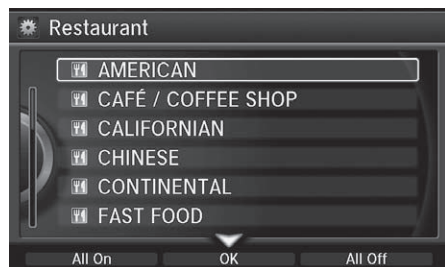 Restaurant
AMERICAN
CAFÉ / COFFEE SHOP
CALIFORNIAN
CHINESE
CONTINENTAL
FAST FOOD
All On OK All Off